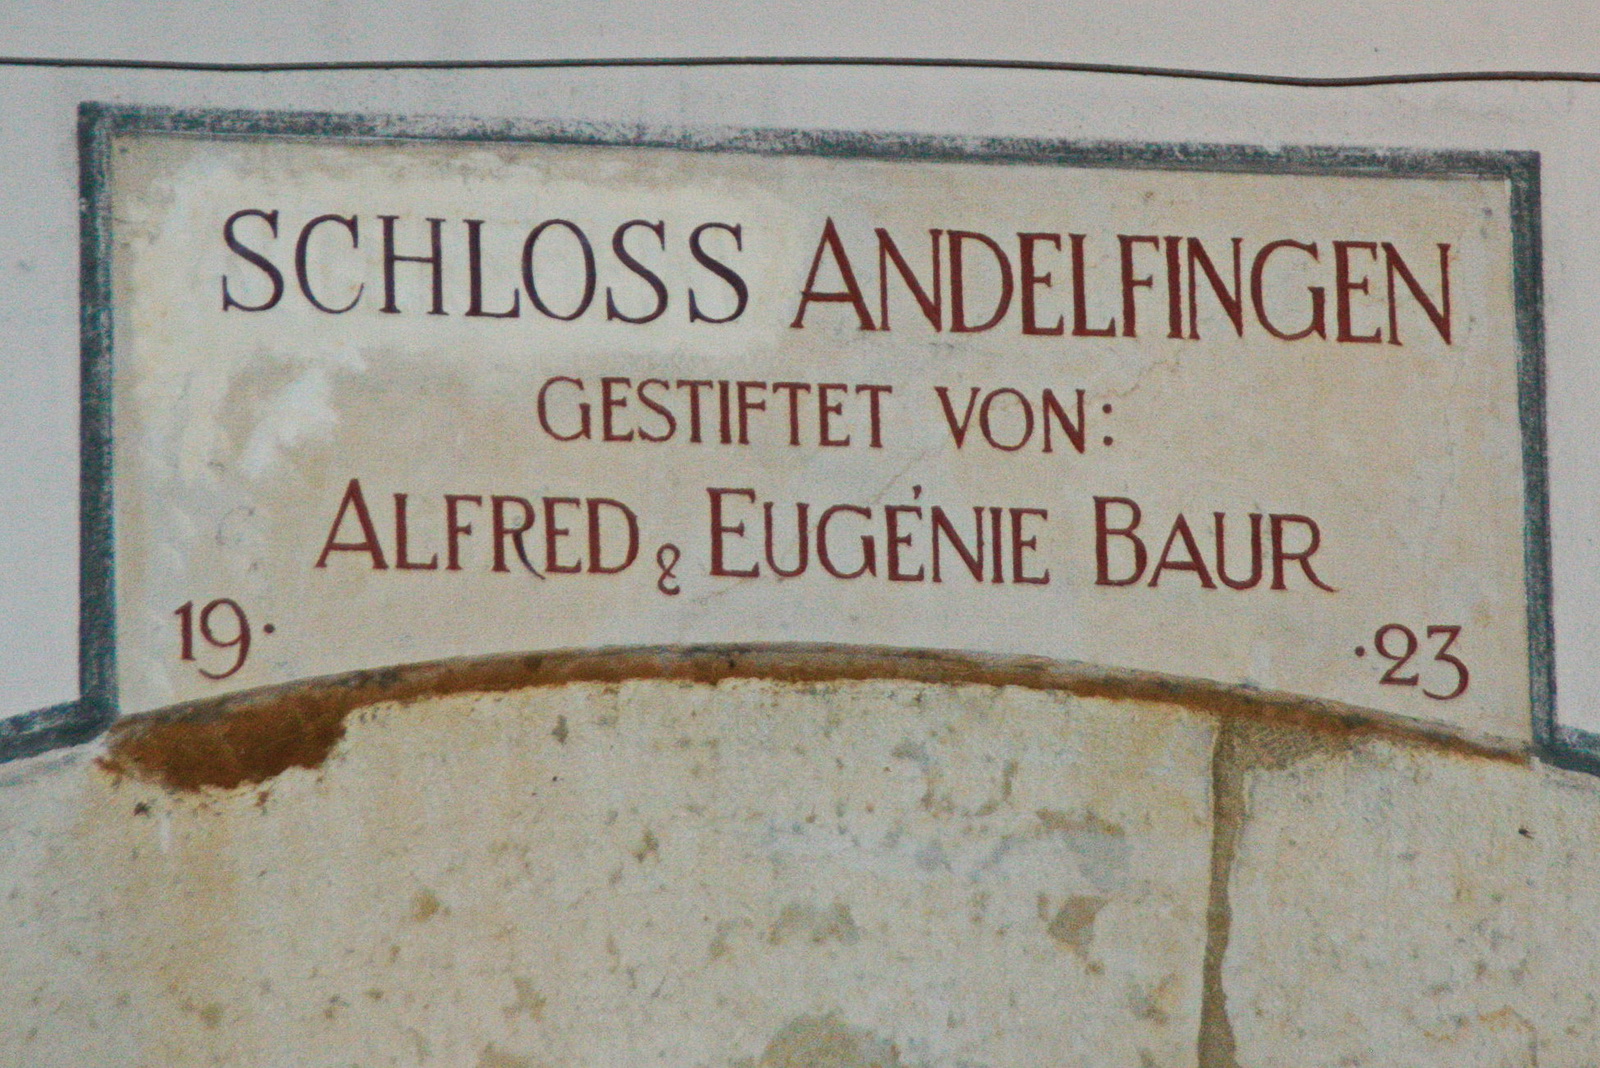 SCHLOSS ANDELFINGEN
GESTIFTET VON:
ALFRED & EUGÉNIE BAUR
19· ·23